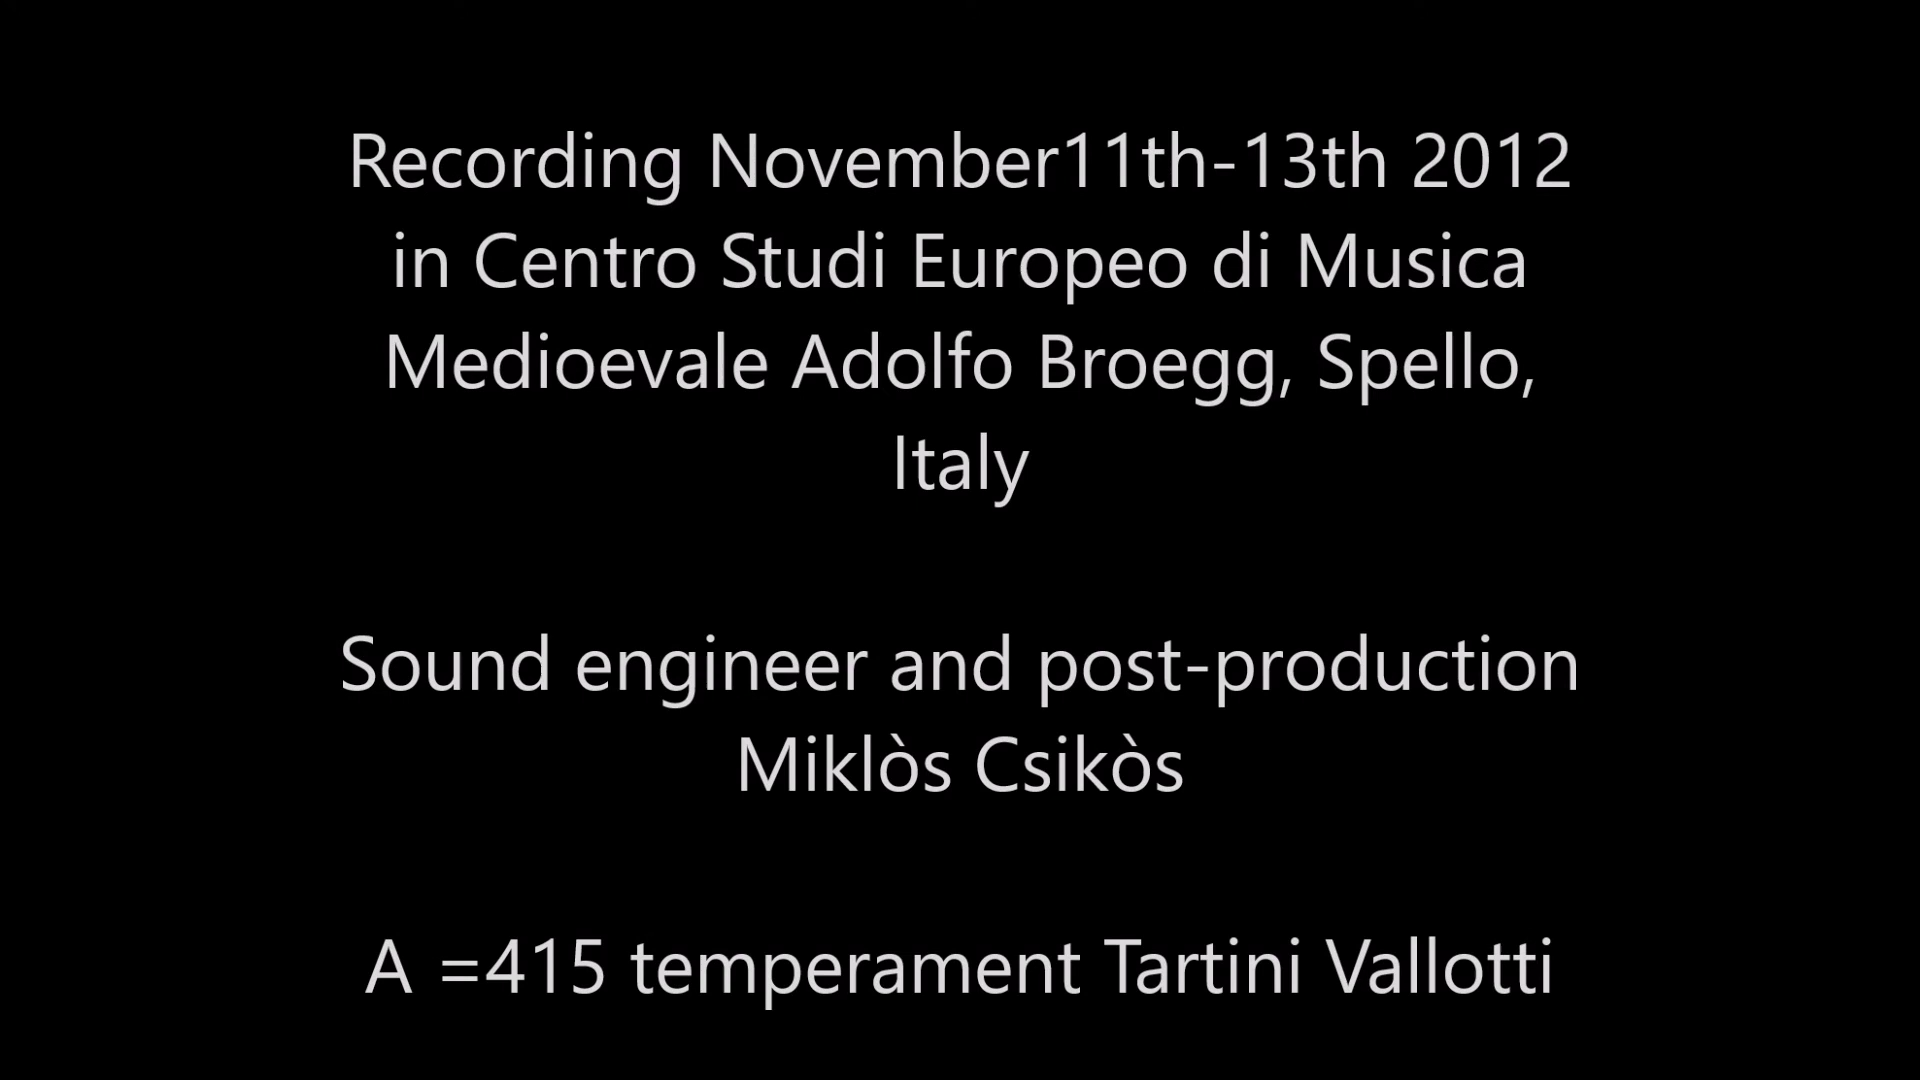 Recording November11th-13th 2012
in Centro Studi Europeo di Musica
Medioevale Adolfo Broegg, Spello,
Italy
Sound engineer and post-production
Miklòs Csikòs
A =415 temperament Tartini Vallotti